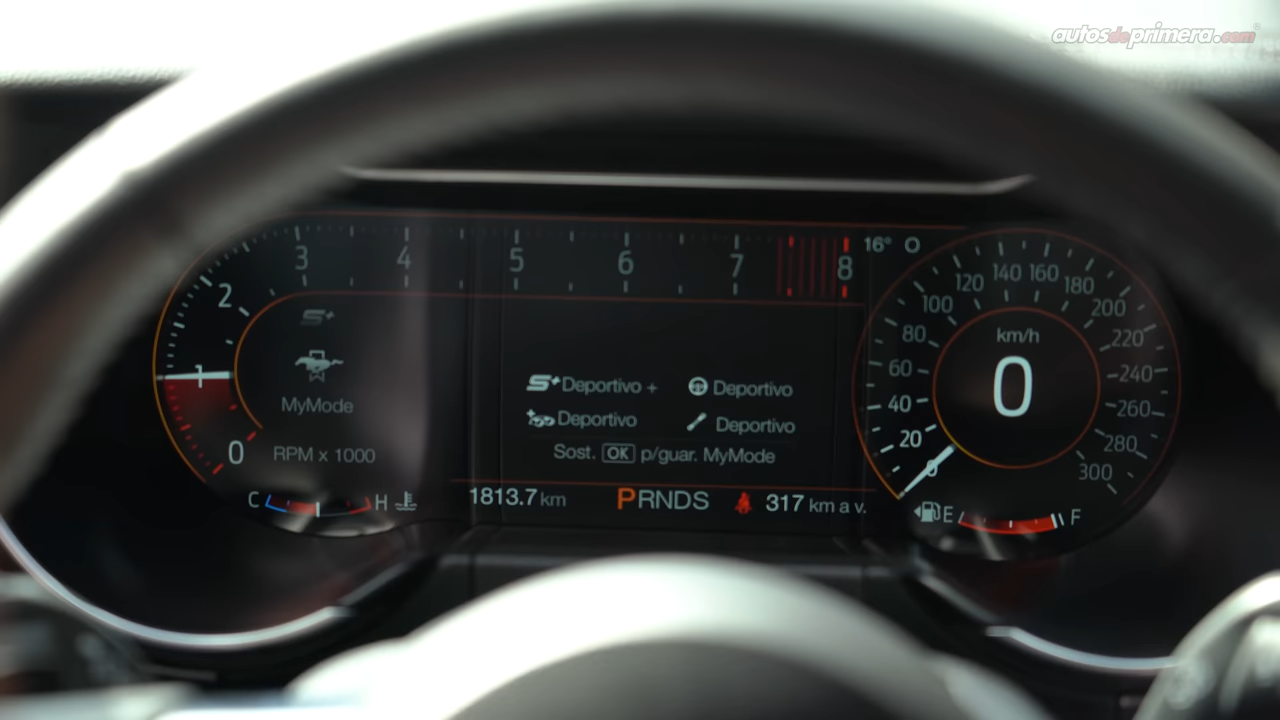 autosdeprimera.com
3 4 5 6 7 8
16° O
2
1
0
S+
MyMode
RPM x 1000
C H
S+ Deportivo +
Deportivo
Deportivo
Deportivo
Sost. OK p/guar. MyMode
1813.7 km
PRNDS
317 km a v.
0 20 40 60 80 100 120 140 160 180 200 220 240 260 280 300
km/h
0
E F